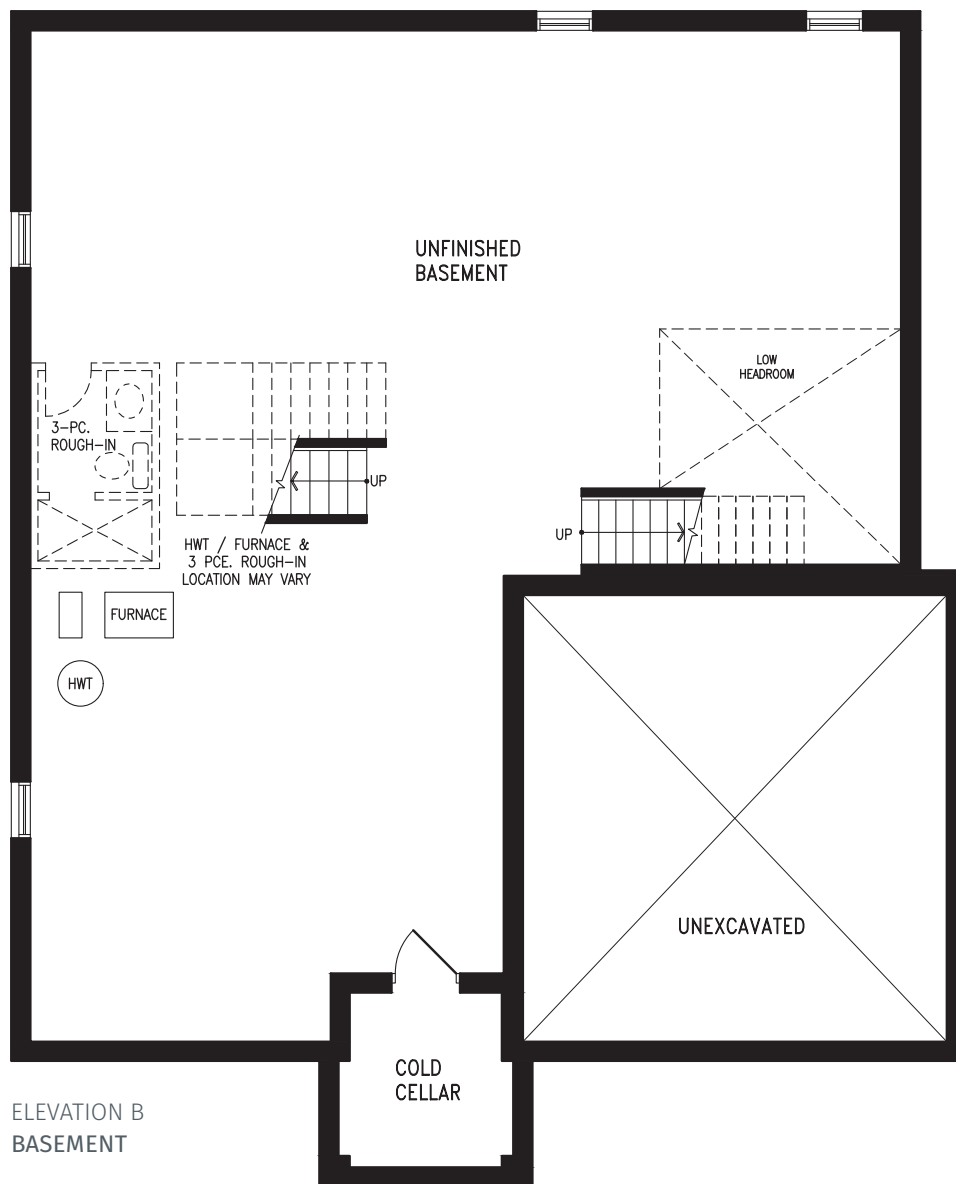 UNFINISHED
BASEMENT
LOW
HEADROOM
3-PC.
ROUGH-IN
UP
UP
HWT / FURNACE &
3 PCE. ROUGH-IN
LOCATION MAY VARY
FURNACE
HWT
UNEXCAVATED
COLD
CELLAR
ELEVATION B
BASEMENT